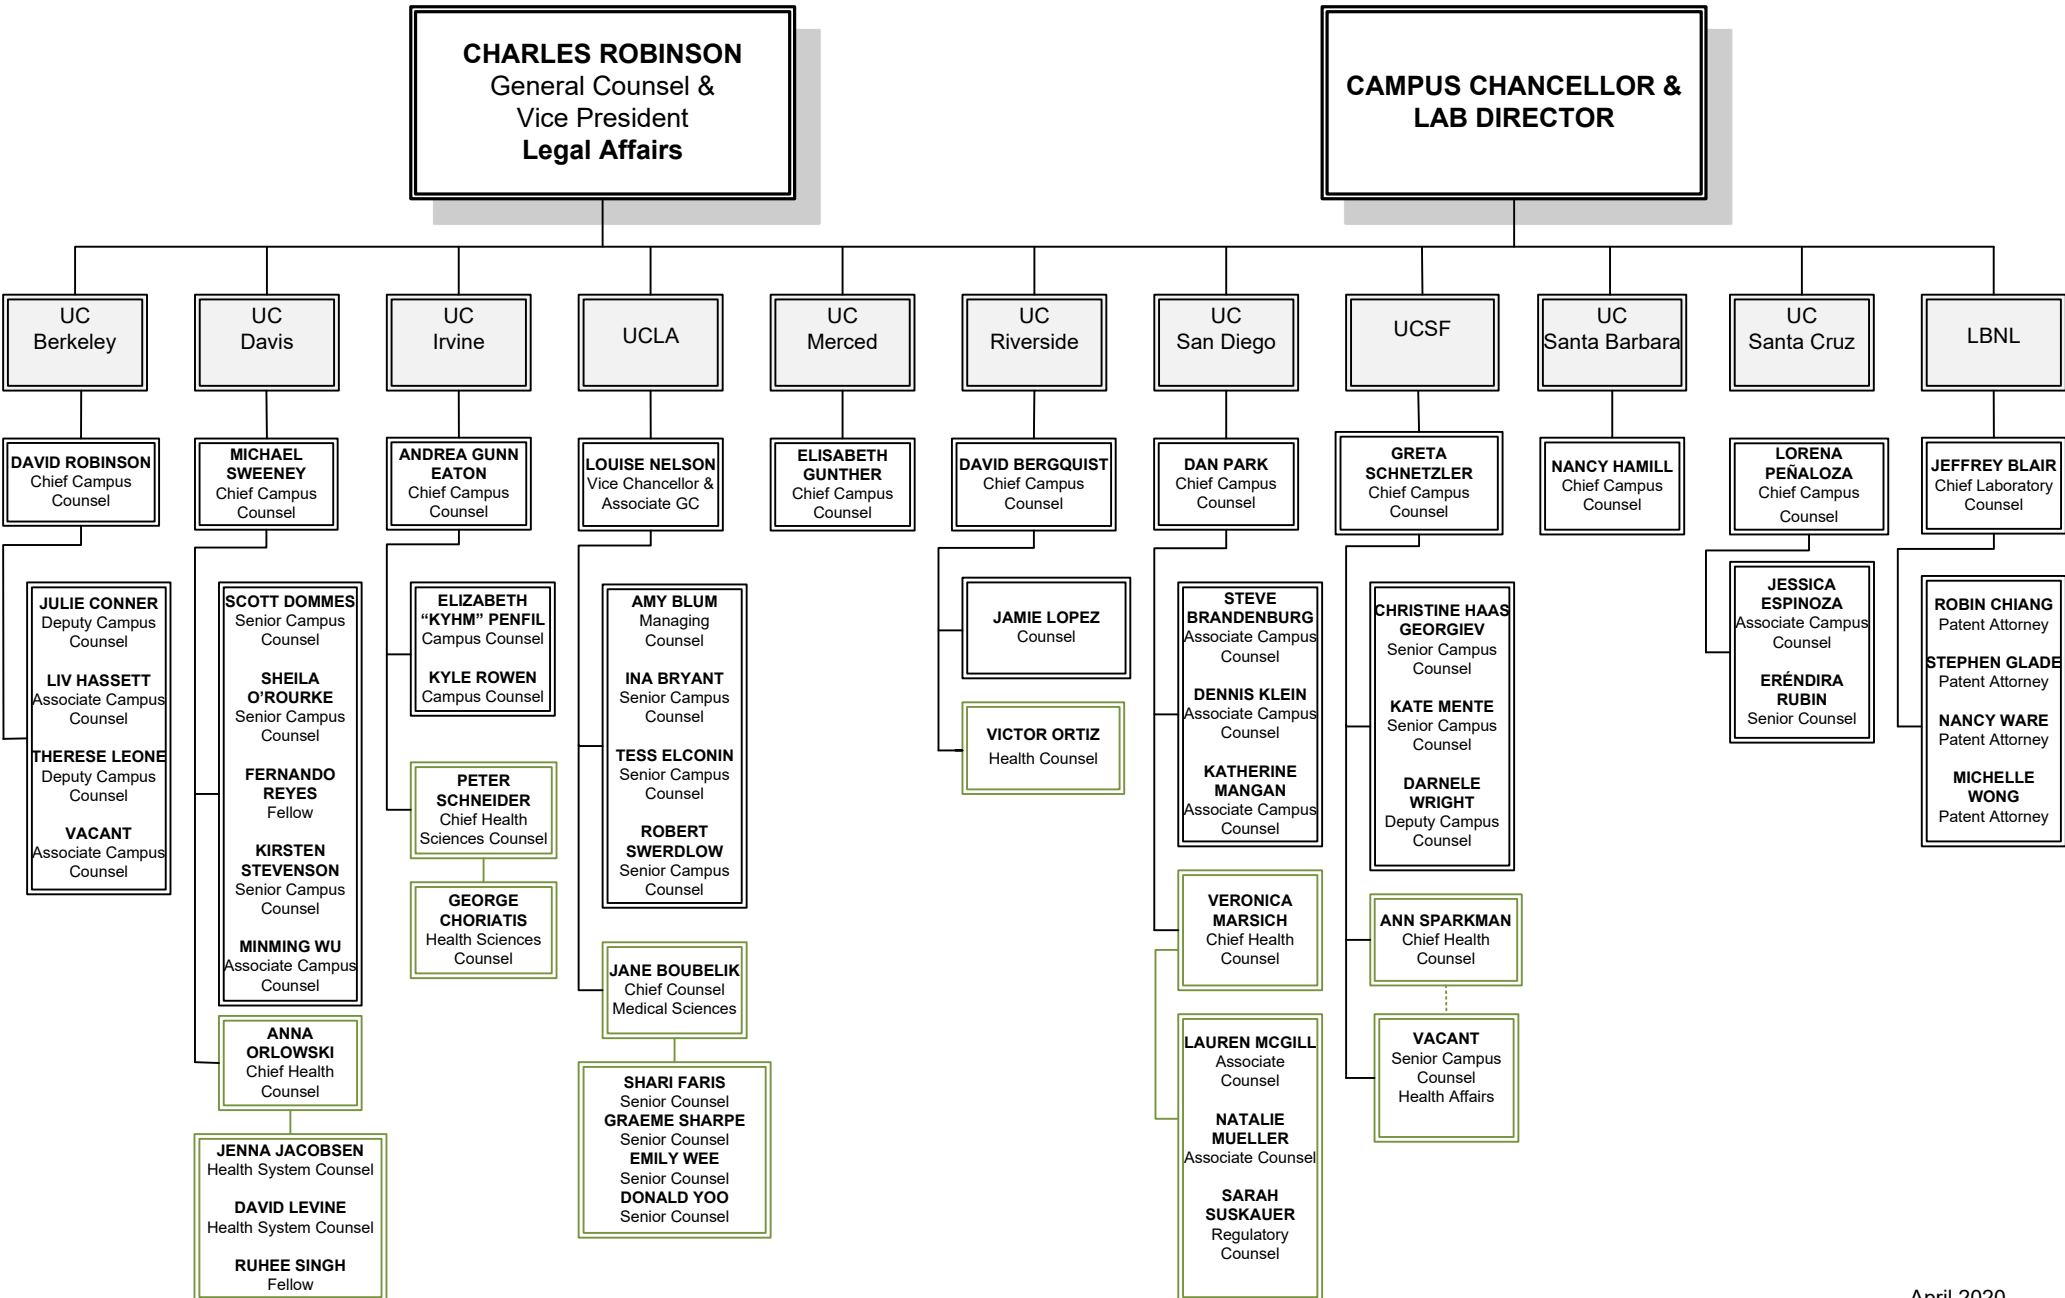 CHARLES ROBINSON
General Counsel &
Vice President
Legal Affairs
CAMPUS CHANCELLOR &
LAB DIRECTOR
UC
Berkeley
UC
Davis
UC
Irvine
UCLA
UC
Merced
UC
Riverside
UC
San Diego
UCSF
UC
Santa Barbara
UC
Santa Cruz
LBNL
DAVID ROBINSON
Chief Campus
Counsel
MICHAEL
SWEENEY
Chief Campus
Counsel
ANDREA GUNN
EATON
Chief Campus
Counsel
LOUISE NELSON
Vice Chancellor &
Associate GC
ELISABETH
GUNTHER
Chief Campus
Counsel
DAVID BERGQUIST
Chief Campus
Counsel
DAN PARK
Chief Campus
Counsel
GRETA
SCHNETZLER
Chief Campus
Counsel
NANCY HAMILL
Chief Campus
Counsel
LORENA
PEÑALOZA
Chief Campus
Counsel
JEFFREY BLAIR
Chief Laboratory
Counsel
JULIE CONNER
Deputy Campus
Counsel
LIV HASSETT
Associate Campus
Counsel
THERESE LEONE
Deputy Campus
Counsel
VACANT
Associate Campus
Counsel
SCOTT DOMMES
Senior Campus
Counsel
SHEILA
O'ROURKE
Senior Campus
Counsel
FERNANDO
REYES
Fellow
KIRSTEN
STEVENSON
Senior Campus
Counsel
MINMING WU
Associate Campus
Counsel
ANNA
ORLOWSKI
Chief Health
Counsel
JENNA JACOBSEN
Health System Counsel
DAVID LEVINE
Health System Counsel
RUHEE SINGH
Fellow
ELIZABETH
“KYHM” PENFIL
Campus Counsel
KYLE ROWEN
Campus Counsel
PETER
SCHNEIDER
Chief Health
Sciences Counsel
GEORGE
CHORIATIS
Health Sciences
Counsel
AMY BLUM
Managing
Counsel
INA BRYANT
Senior Campus
Counsel
TESS ELCONIN
Senior Campus
Counsel
ROBERT
SWERDLOW
Senior Campus
Counsel
JANE BOUBELIK
Chief Counsel
Medical Sciences
SHARI FARIS
Senior Counsel
GRAEME SHARPE
Senior Counsel
EMILY WEE
Senior Counsel
DONALD YOO
Senior Counsel
JAMIE LOPEZ
Counsel
VICTOR ORTIZ
Health Counsel
STEVE
BRANDENBURG
Associate Campus
Counsel
DENNIS KLEIN
Associate Campus
Counsel
KATHERINE
MANGAN
Associate Campus
Counsel
VERONICA
MARSICH
Chief Health
Counsel
LAUREN MCGILL
Associate
Counsel
NATALIE
MUELLER
Associate Counsel
SARAH
SUSKAUER
Regulatory
Counsel
CHRISTINE HAAS
GEORGIEV
Senior Campus
Counsel
KATE MENTE
Senior Campus
Counsel
DARNELE
WRIGHT
Deputy Campus
Counsel
ANN SPARKMAN
Chief Health
Counsel
VACANT
Senior Campus
Counsel
Health Affairs
JESSICA
ESPINOZA
Associate Campus
Counsel
ERÉNDIRA
RUBIN
Senior Counsel
ROBIN CHIANG
Patent Attorney
STEPHEN GLADE
Patent Attorney
NANCY WARE
Patent Attorney
MICHELLE
WONG
Patent Attorney
April 2020